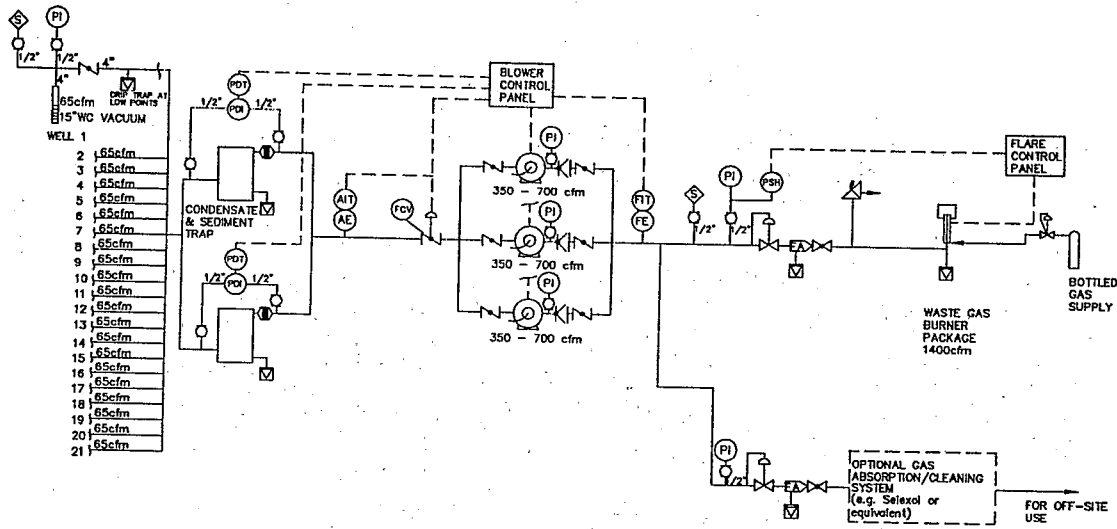 S
PI
1/2"
1/2"
4"
4"
DRIP TRAP AT
LOW POINTS
65cfm
15"WC VACUUM
WELL 1
2 65cfm
3 65cfm
4 65cfm
5 65cfm
6 65cfm
7 65cfm
8 65cfm
9 65cfm
10 65cfm
11 65cfm
12 65cfm
13 65cfm
14 65cfm
15 65cfm
16 65cfm
17 65cfm
18 65cfm
19 65cfm
20 65cfm
21 65cfm
PDT
1/2" PDI 1/2"
CONDENSATE
& SEDIMENT
TRAP
PDT
1/2" PDI 1/2"
BLOWER
CONTROL
PANEL
AIT
AE
FCV
PI
350 - 700 cfm
PI
350 - 700 cfm
PI
350 - 700 cfm
FIT
FE
S
1/2"
PI
1/2"
PSH
FLARE
CONTROL
PANEL
FA
WASTE GAS
BURNER
PACKAGE
1400cfm
BOTTLED
GAS
SUPPLY
PI
1/2"
FA
OPTIONAL GAS
ABSORPTION/CLEANING
SYSTEM
(e.g. Selexol or
equivalent)
FOR OFF-SITE
USE